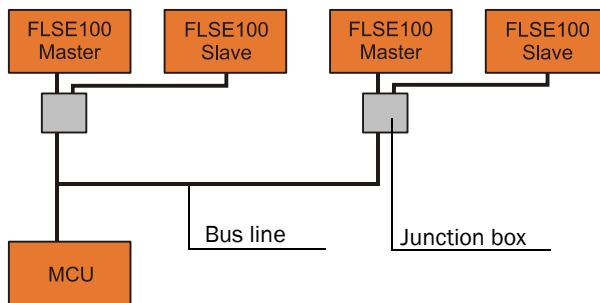 FLSE100
Master
FLSE100
Slave
FLSE100
Master
FLSE100
Slave
Bus line
Junction box
MCU